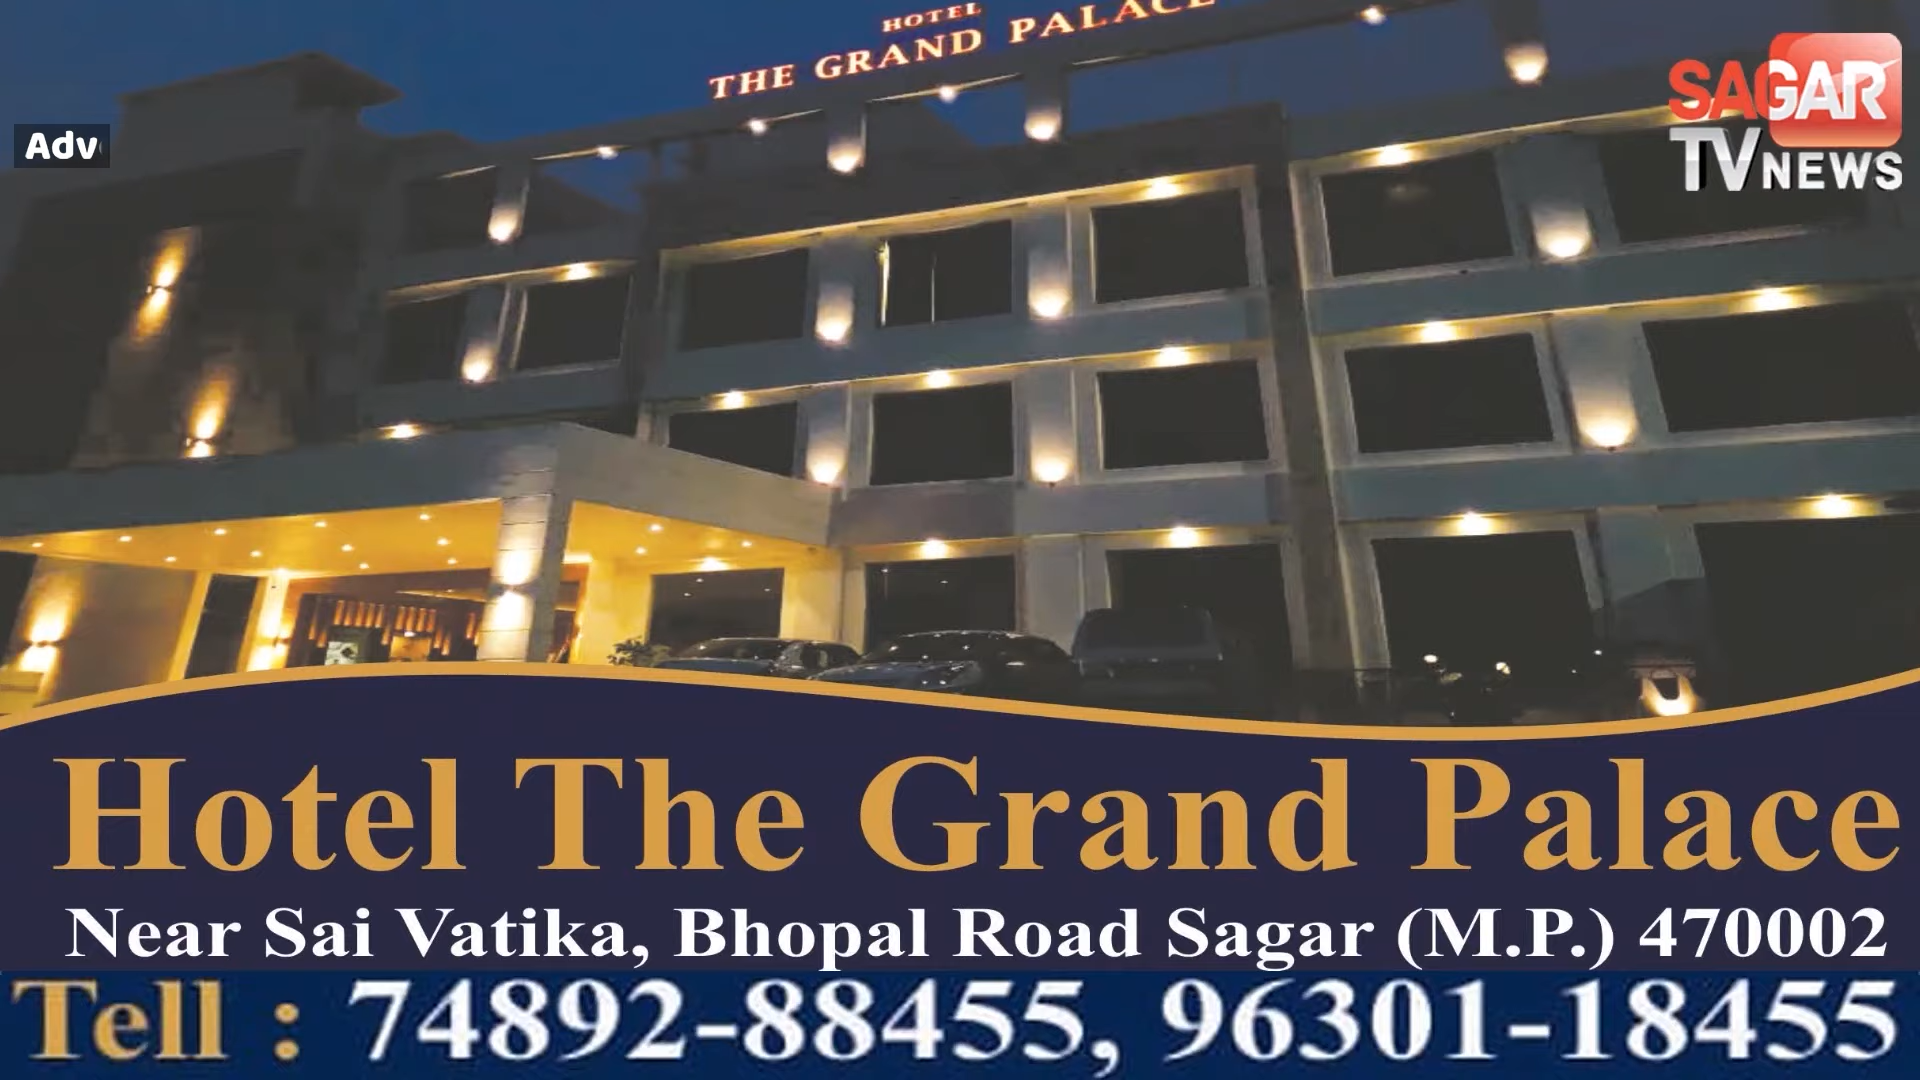 HOTEL
THE GRAND PALACE
SAGAR
TV NEWS
Adv
Hotel The Grand Palace
Near Sai Vatika, Bhopal Road Sagar (M.P.) 470002
Tell : 74892-88455, 96301-18455